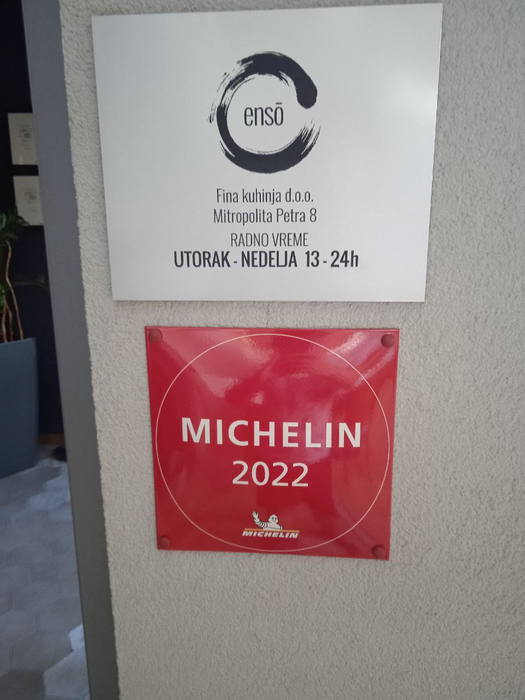 ensō
Fina kuhinja d.o.o.
Mitropolita Petra 8
RADNO VREME
UTORAK - NEDELJA 13 - 24h
MICHELIN
2022
MICHELIN